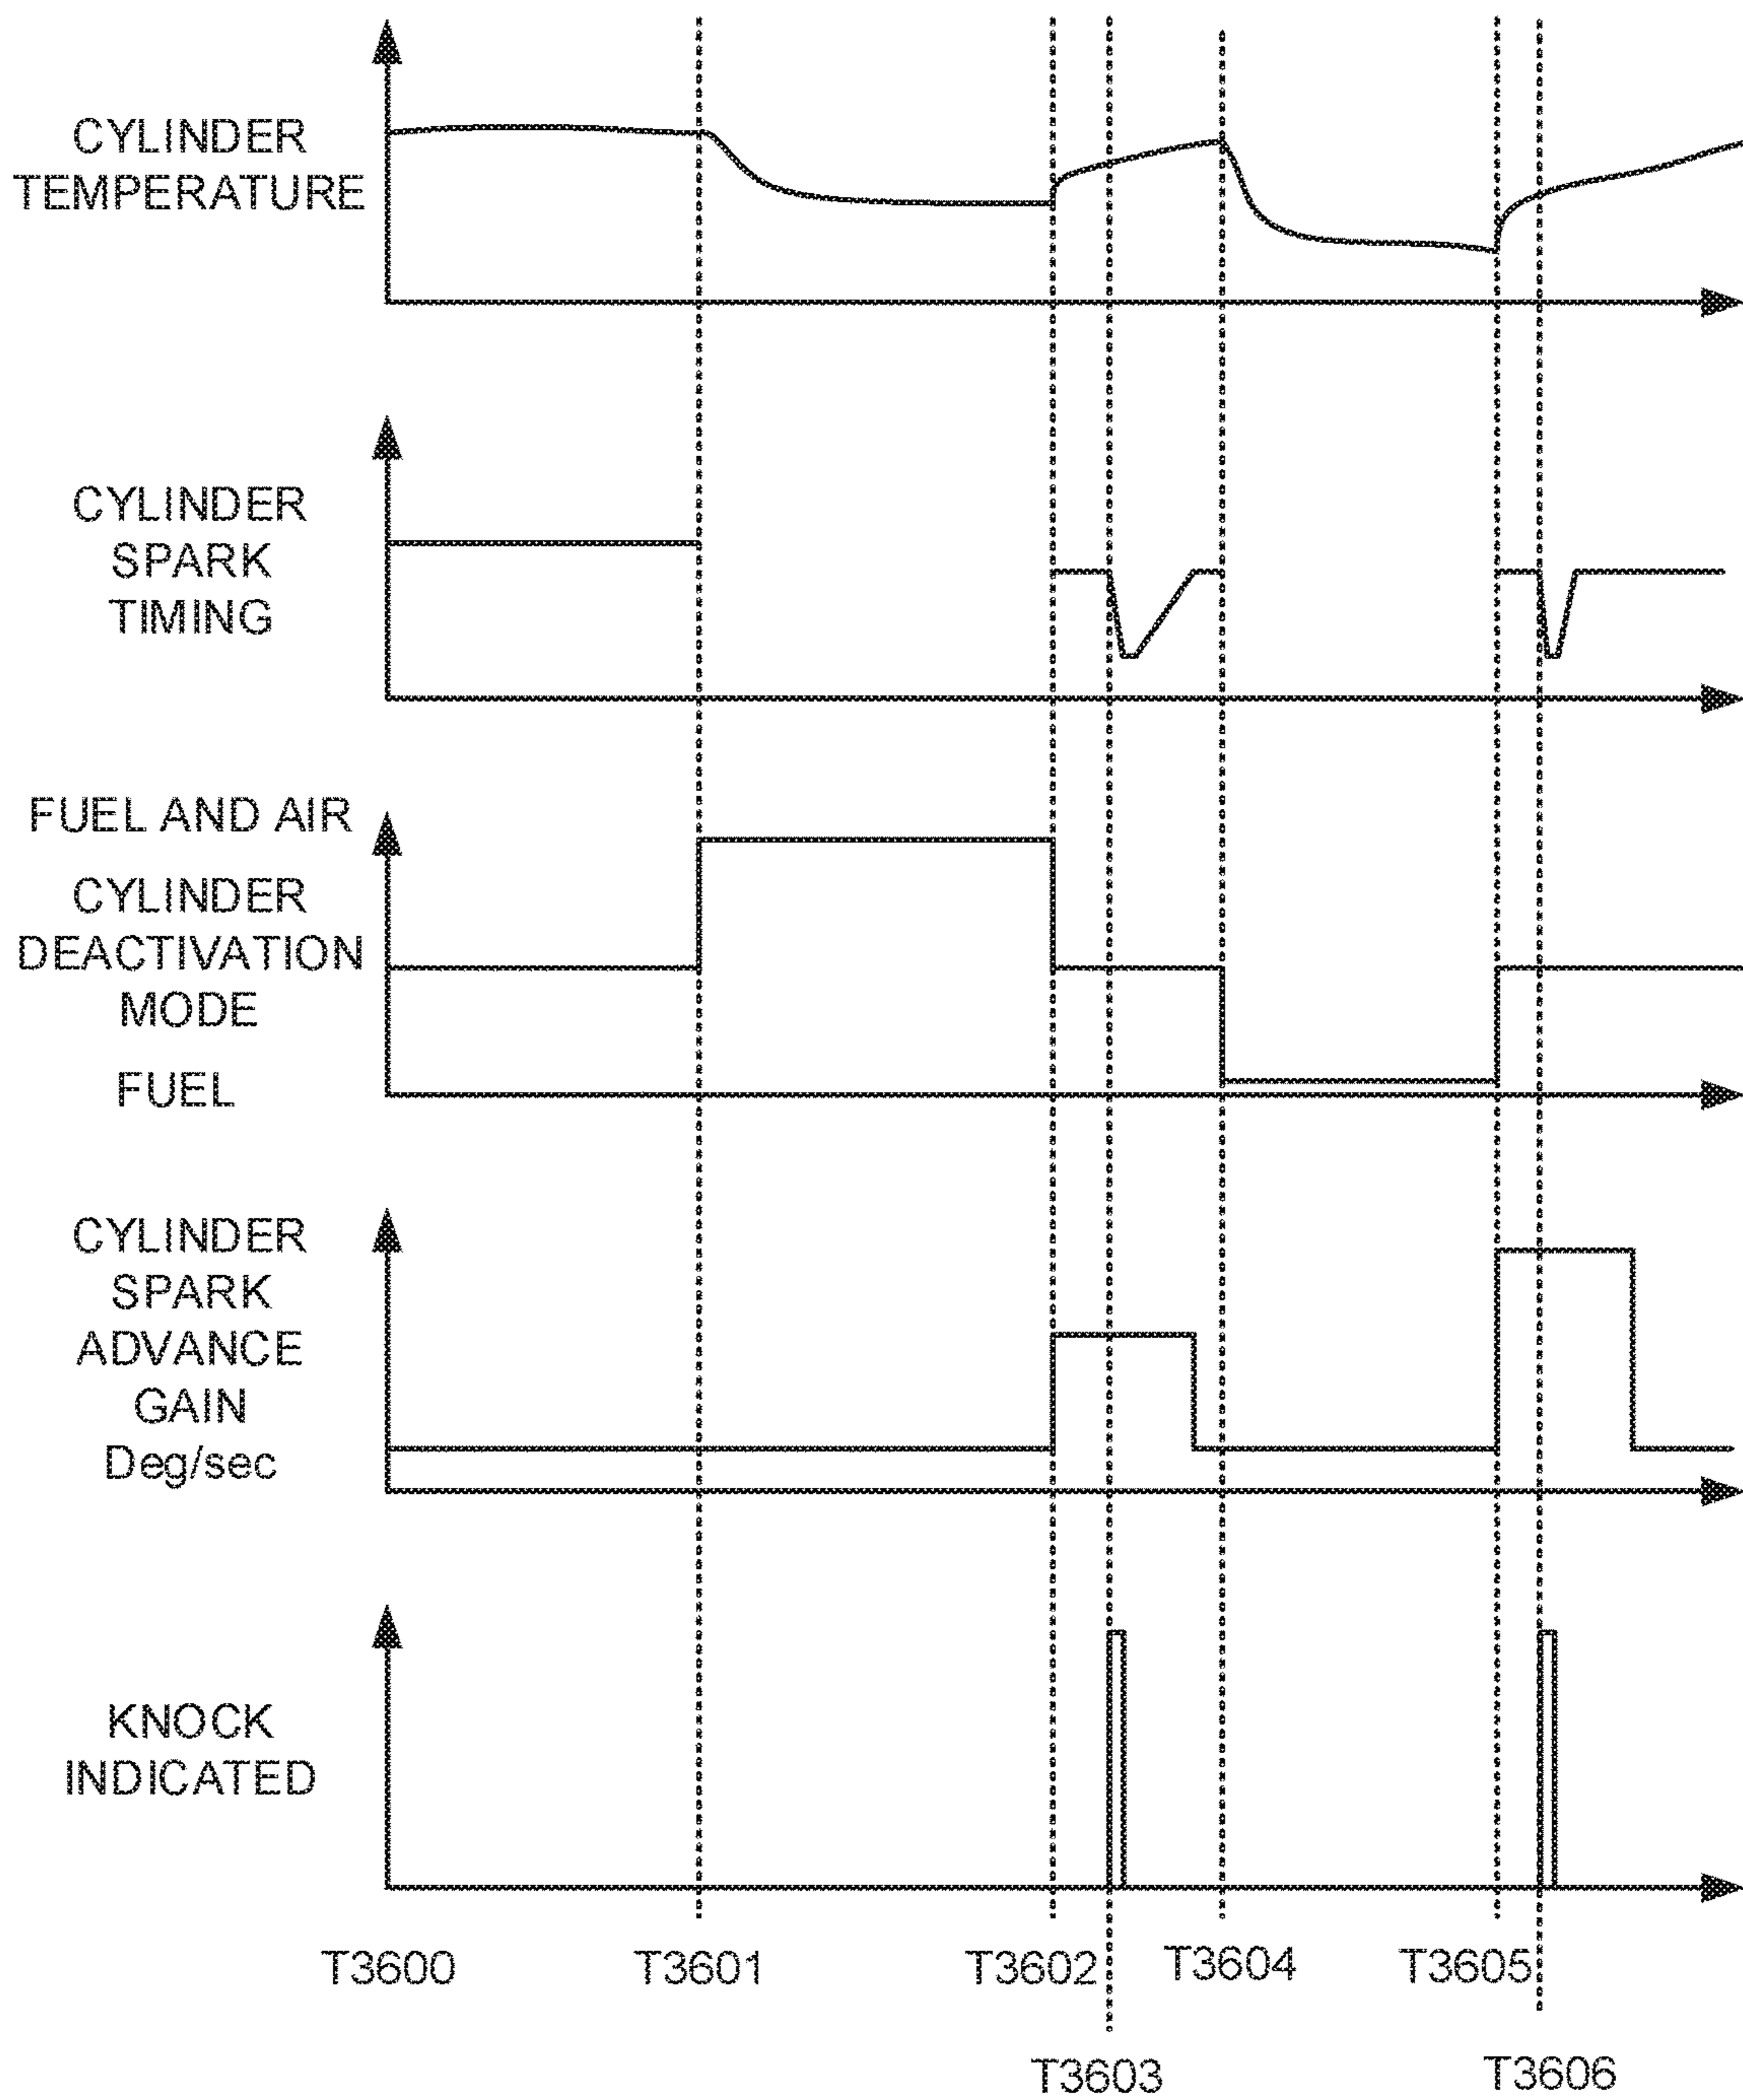 CYLINDER
TEMPERATURE
CYLINDER
SPARK
TIMING
FUEL AND AIR
CYLINDER
DEACTIVATION
MODE
FUEL
CYLINDER
SPARK
ADVANCE
GAIN
Deg/sec
KNOCK
INDICATED
T3600 T3601 T3602 T3604 T3605
T3603 T3606